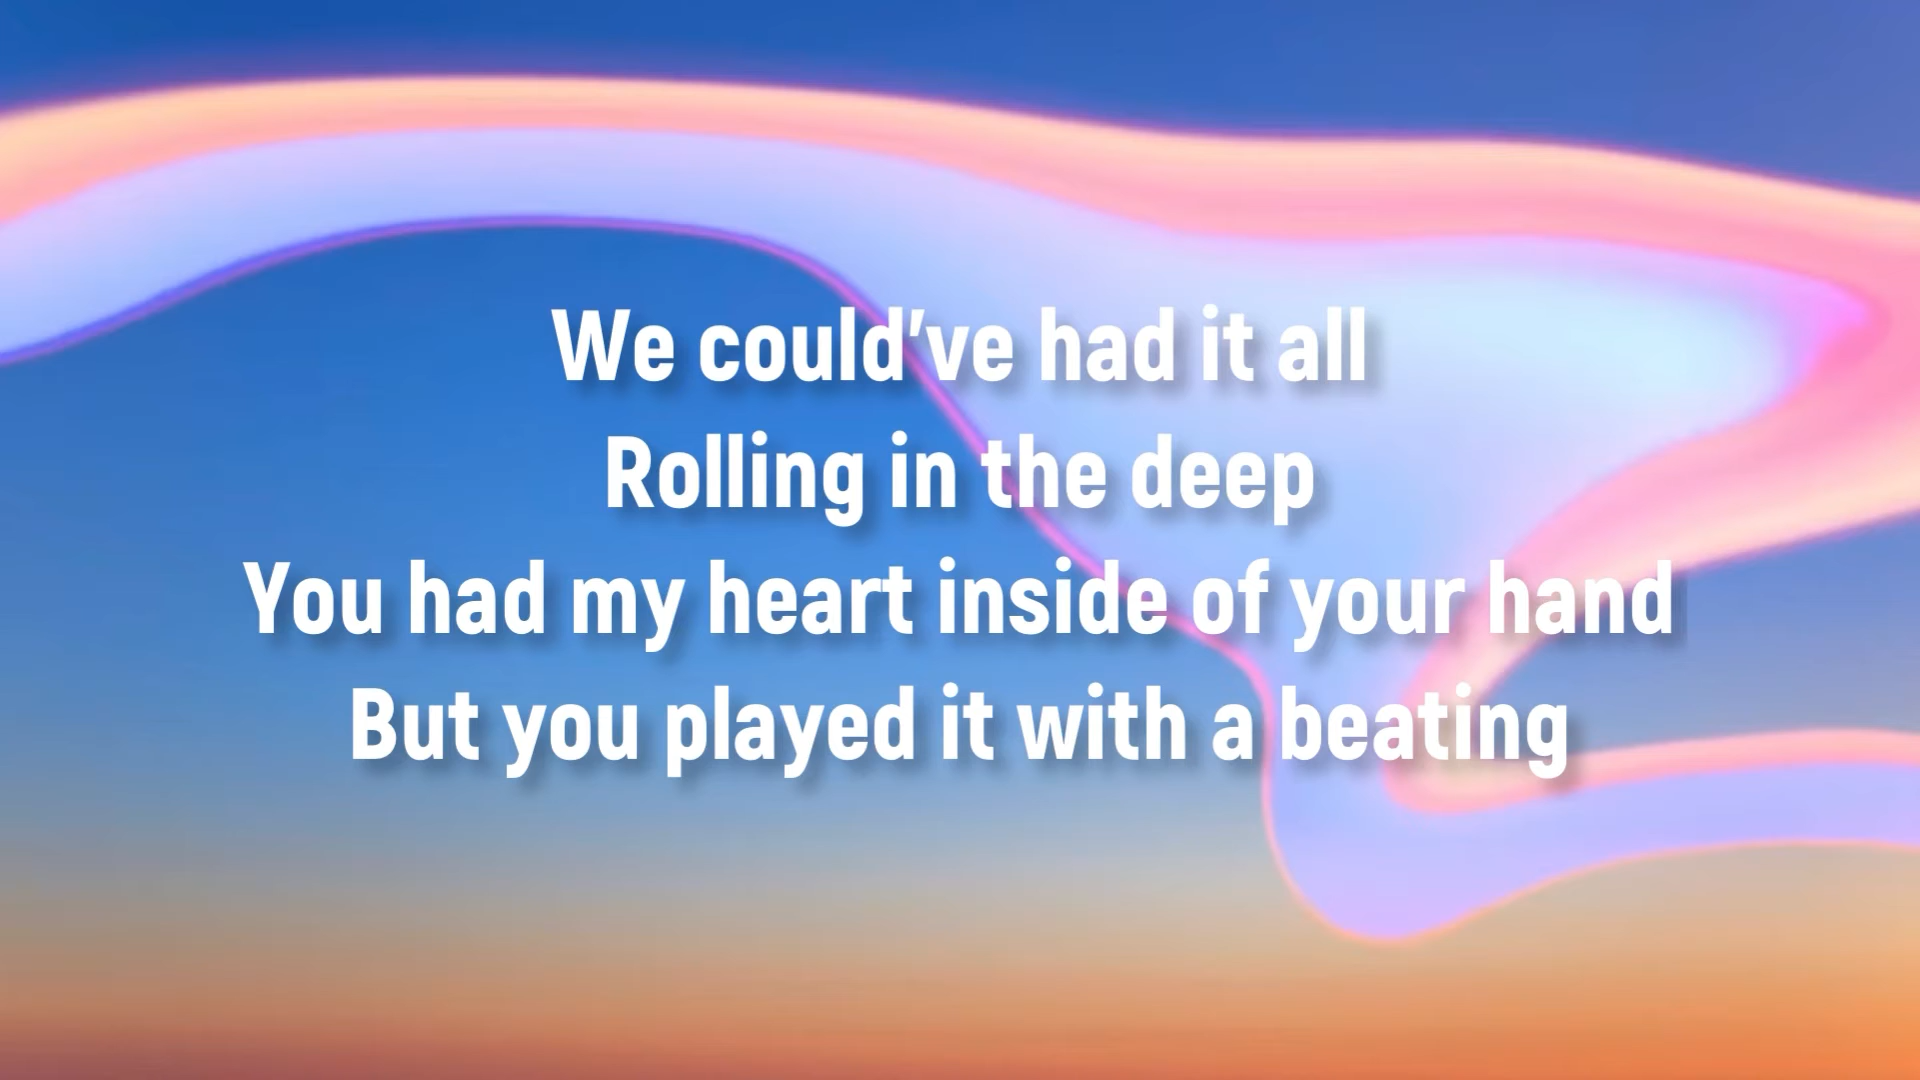 We could've had it all
Rolling in the deep
You had my heart inside of your hand
But you played it with a beating